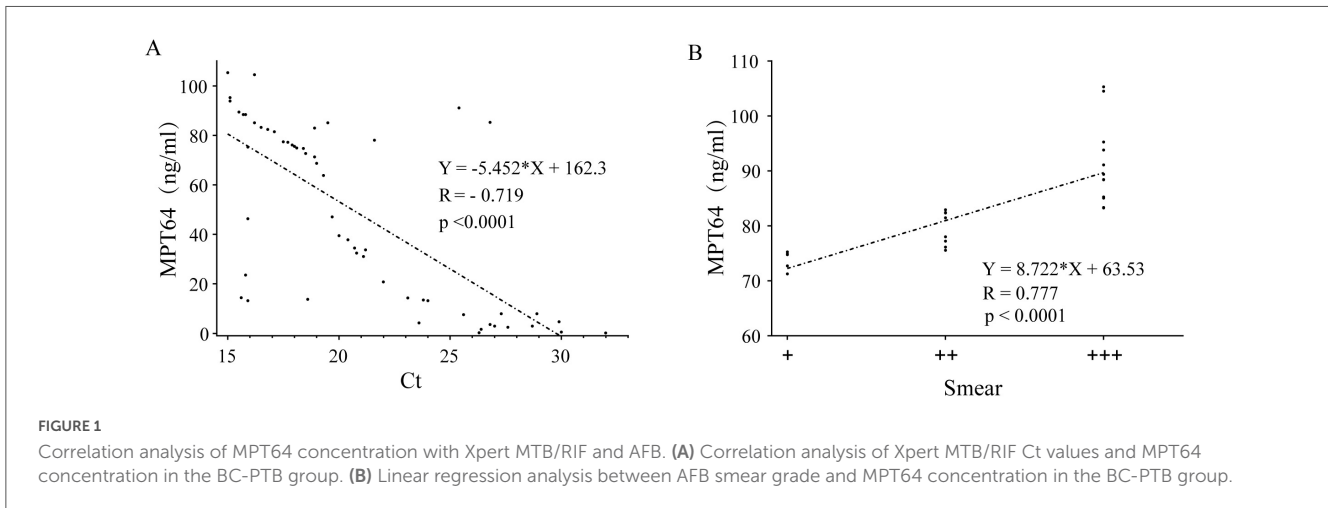 A
MPT64 (ng/ml)
100
80
60
40
20
0
15
20
25
30
Ct
Y = -5.452*X + 162.3
R = - 0.719
p <0.0001
B
MPT64 (ng/ml)
110
100
90
80
70
60
+
++
+++
Smear
Y = 8.722*X + 63.53
R = 0.777
p < 0.0001
FIGURE 1
Correlation analysis of MPT64 concentration with Xpert MTB/RIF and AFB. (A) Correlation analysis of Xpert MTB/RIF Ct values and MPT64
concentration in the BC-PTB group. (B) Linear regression analysis between AFB smear grade and MPT64 concentration in the BC-PTB group.